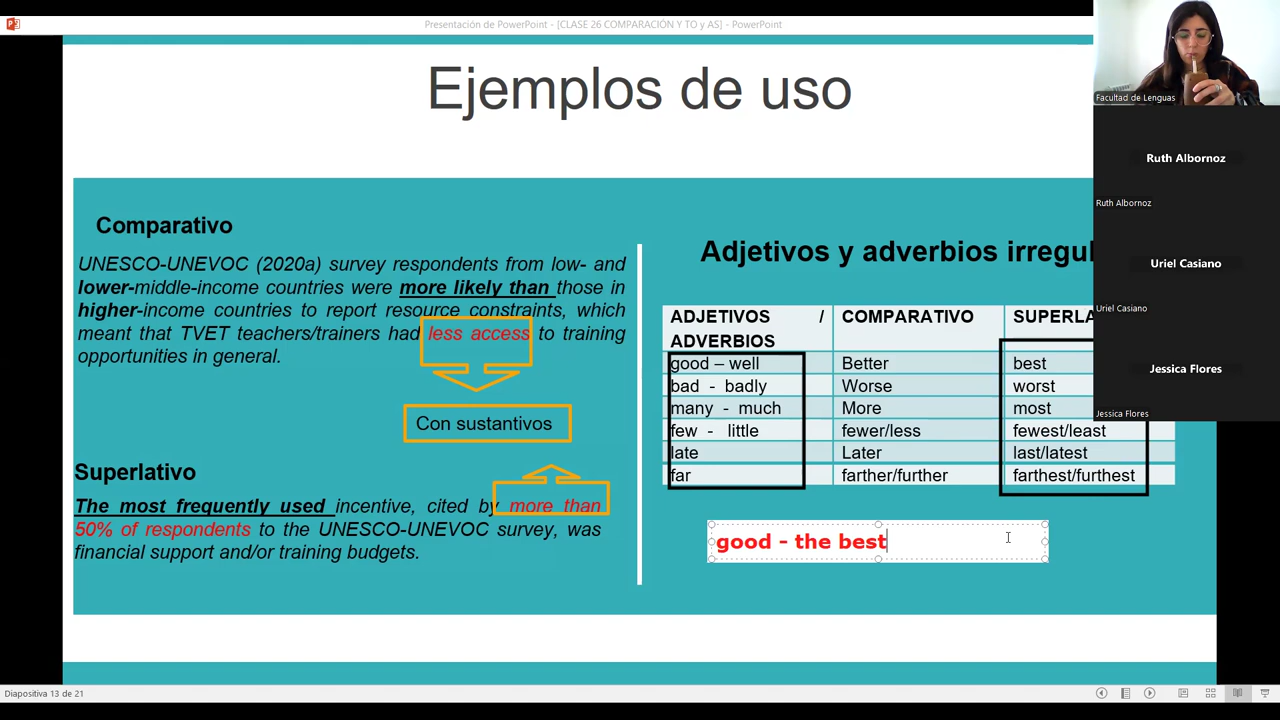 Presentación de PowerPoint - [CLASE 26 COMPARACIÓN Y TO y AS] - PowerPoint
Ejemplos de uso
Comparativo
UNESCO-UNEVOC (2020a) survey respondents from low- and
lower-middle-income countries were more likely than those in
higher-income countries to report resource constraints, which
meant that TVET teachers/trainers had less access to training
opportunities in general.
Con sustantivos
Superlativo
The most frequently used incentive, cited by more than
50% of respondents to the UNESCO-UNEVOC survey, was
financial support and/or training budgets.
Adjetivos y adverbios irregul
ADJETIVOS / ADVERBIOS COMPARATIVO SUPERLA
good – well Better best
bad - badly Worse worst
many - much More most
few - little fewer/less fewest/least
late Later last/latest
far farther/further farthest/furthest
good - the best
Facultad de Lenguas
Ruth Albornoz
Ruth Albornoz
Uriel Casiano
Uriel Casiano
Jessica Flores
Jessica Flores
Diapositiva 13 de 21